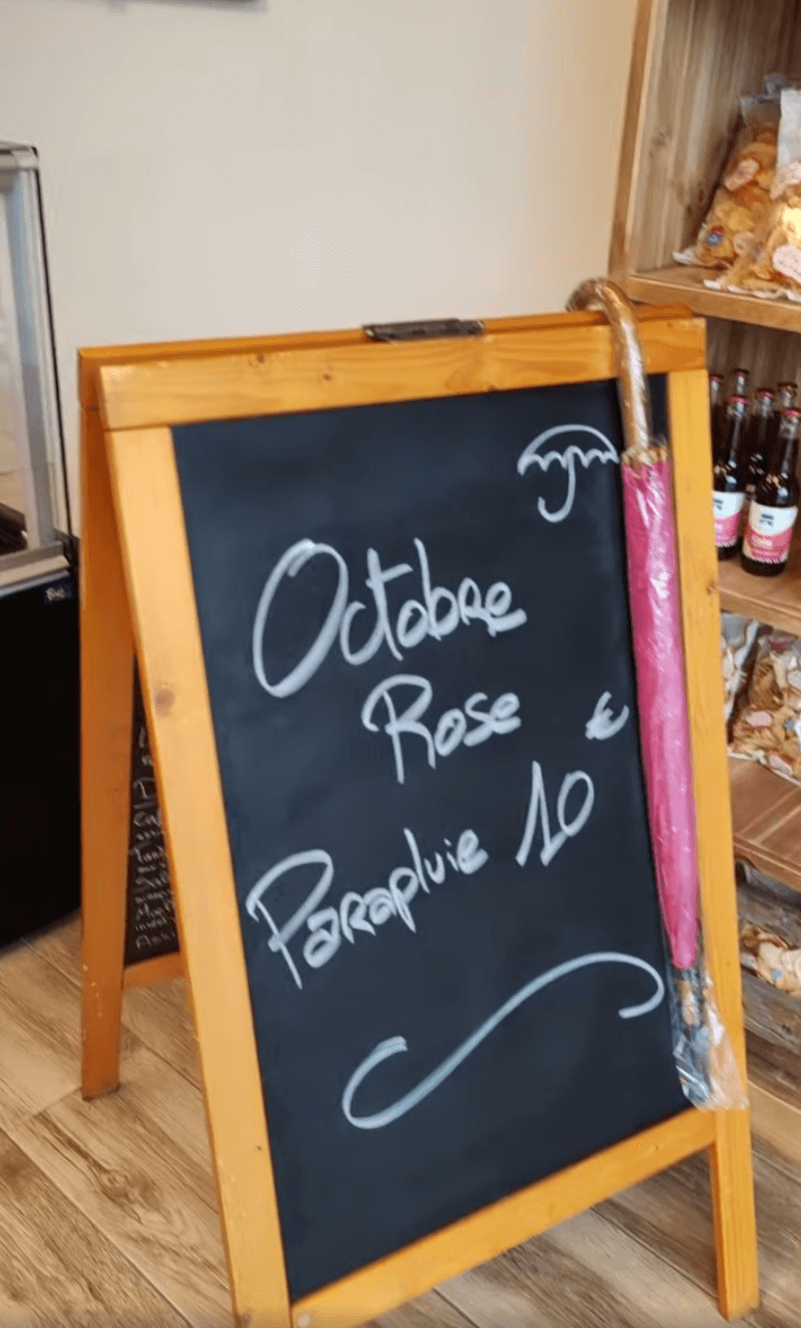 Octobre
Rose
Parapluie 10 €